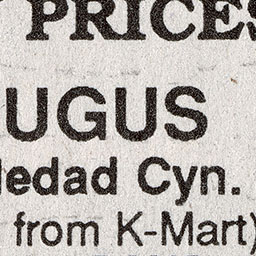 PRICES
UGUS
ledad Cyn.
from K-Mart)